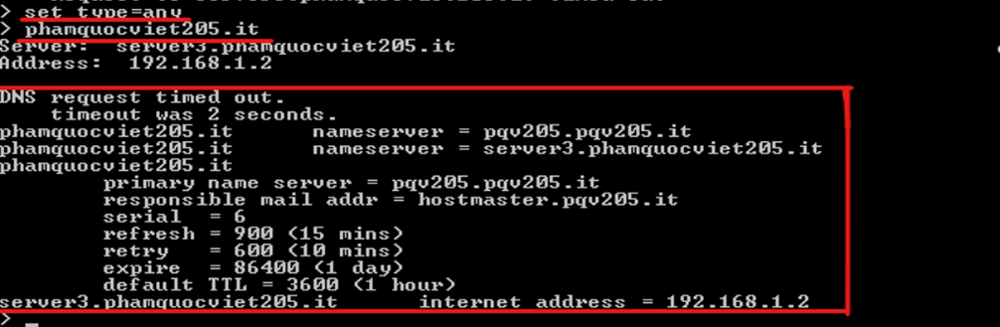 > set type=any
> phamquocviet205.it
Server:  server3.phamquocviet205.it
Address:  192.168.1.2
DNS request timed out.
    timeout was 2 seconds.
phamquocviet205.it      nameserver = pqv205.pqv205.it
phamquocviet205.it      nameserver = server3.phamquocviet205.it
phamquocviet205.it
        primary name server = pqv205.pqv205.it
        responsible mail addr = hostmaster.pqv205.it
        serial  = 6
        refresh = 900 (15 mins)
        retry   = 600 (10 mins)
        expire  = 86400 (1 day)
        default TTL = 3600 (1 hour)
server3.phamquocviet205.it      internet address = 192.168.1.2
> _